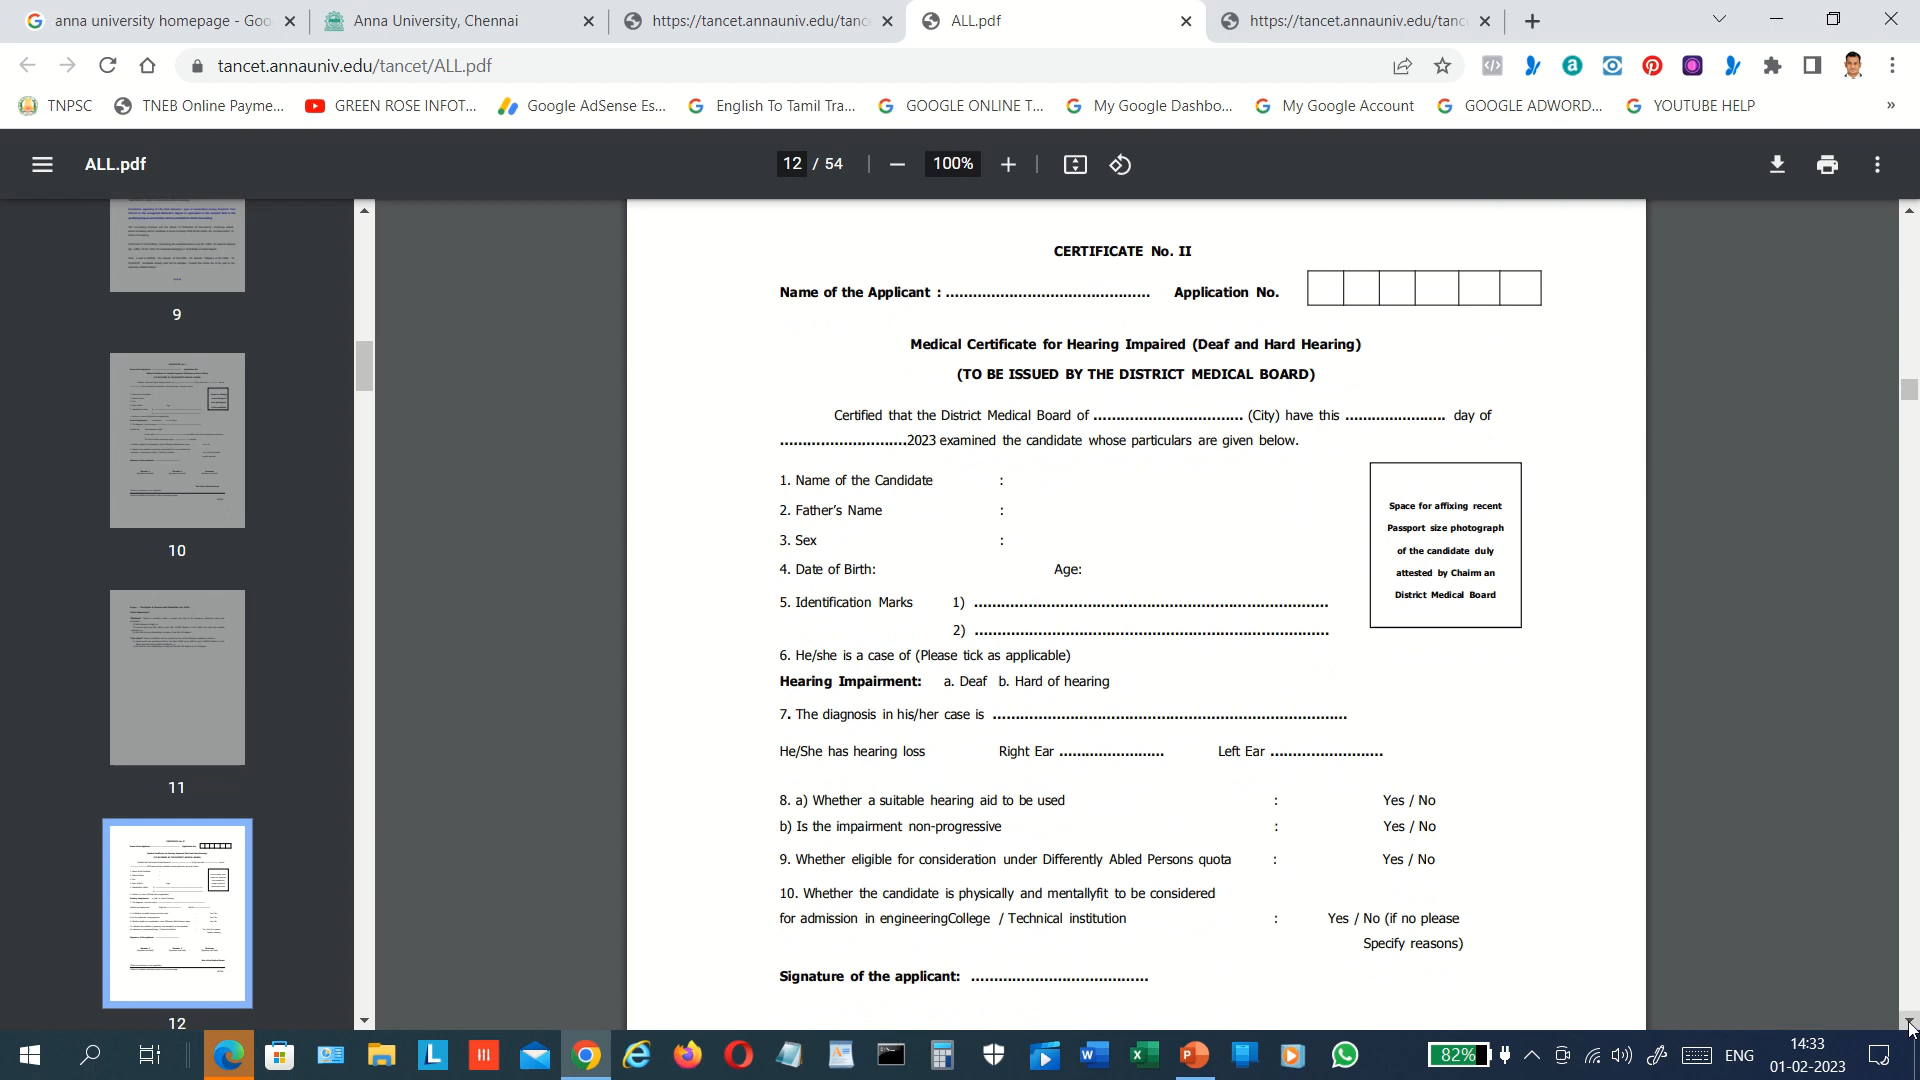 anna university homepage - Goo
Anna University, Chennai
https://tancet.annauniv.edu/tance
ALL.pdf
https://tancet.annauniv.edu/tanc
tancet.annauniv.edu/tancet/ALL.pdf
TNPSC
TNEB Online Payme...
GREEN ROSE INFOT...
Google AdSense Es...
English To Tamil Tra...
GOOGLE ONLINE T...
My Google Dashbo...
My Google Account
GOOGLE ADWORD...
YOUTUBE HELP
»
ALL.pdf
12 / 54
100%
9
10
11
12
CERTIFICATE No. II
Name of the Applicant : ............................................. Application No.
Medical Certificate for Hearing Impaired (Deaf and Hard Hearing)
(TO BE ISSUED BY THE DISTRICT MEDICAL BOARD)
Certified that the District Medical Board of ................................. (City) have this ...................... day of
............................2023 examined the candidate whose particulars are given below.
1. Name of the Candidate :
2. Father's Name :
3. Sex :
4. Date of Birth: Age:
5. Identification Marks 1) ..............................................................................
2) ..............................................................................
Space for affixing recent
Passport size photograph
of the candidate duly
attested by Chairm an
District Medical Board
6. He/she is a case of (Please tick as applicable)
Hearing Impairment: a. Deaf b. Hard of hearing
7. The diagnosis in his/her case is ..............................................................................
He/She has hearing loss Right Ear ....................... Left Ear .........................
8. a) Whether a suitable hearing aid to be used : Yes / No
b) Is the impairment non-progressive : Yes / No
9. Whether eligible for consideration under Differently Abled Persons quota : Yes / No
10. Whether the candidate is physically and mentallyfit to be considered
for admission in engineeringCollege / Technical institution : Yes / No (if no please
Specify reasons)
Signature of the applicant: .......................................
82%
ENG
14:33
01-02-2023